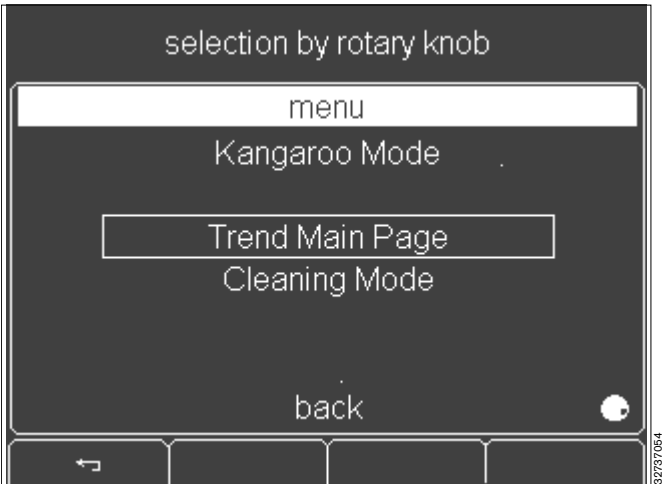 selection by rotary knob
menu
Kangaroo Mode
Trend Main Page
Cleaning Mode
back
32737054